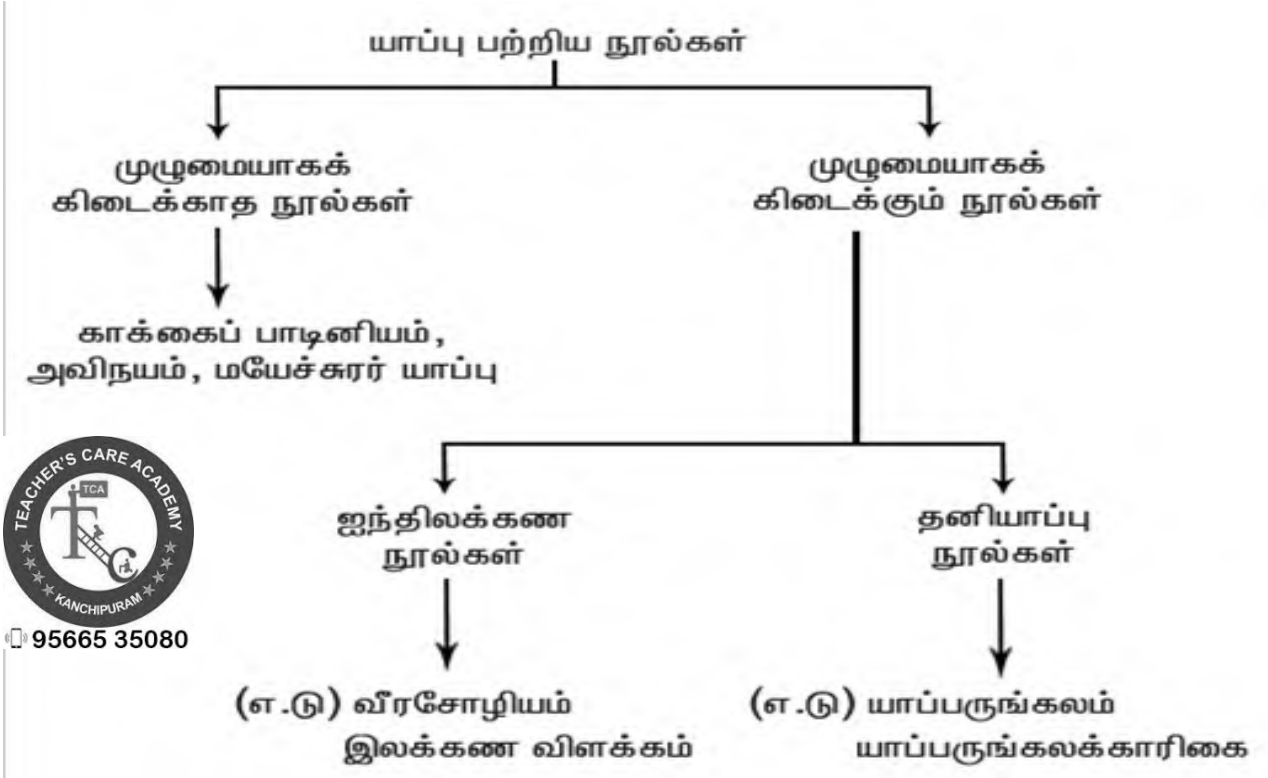 யாப்பு பற்றிய நூல்கள்
முழுமையாகக்
கிடைக்காத நூல்கள்
முழுமையாகக்
கிடைக்கும் நூல்கள்
காக்கைப் பாடினியம்,
அவிநயம், மயேச்சுரர் யாப்பு
TEACHER'S CARE ACADEMY
TCA
KANCHIPURAM
95665 35080
ஐந்திலக்கண
நூல்கள்
தனியாப்பு
நூல்கள்
(எ.டு) வீரசோழியம்
இலக்கண விளக்கம்
(எ.டு) யாப்பருங்கலம்
யாப்பருங்கலக்காரிகை